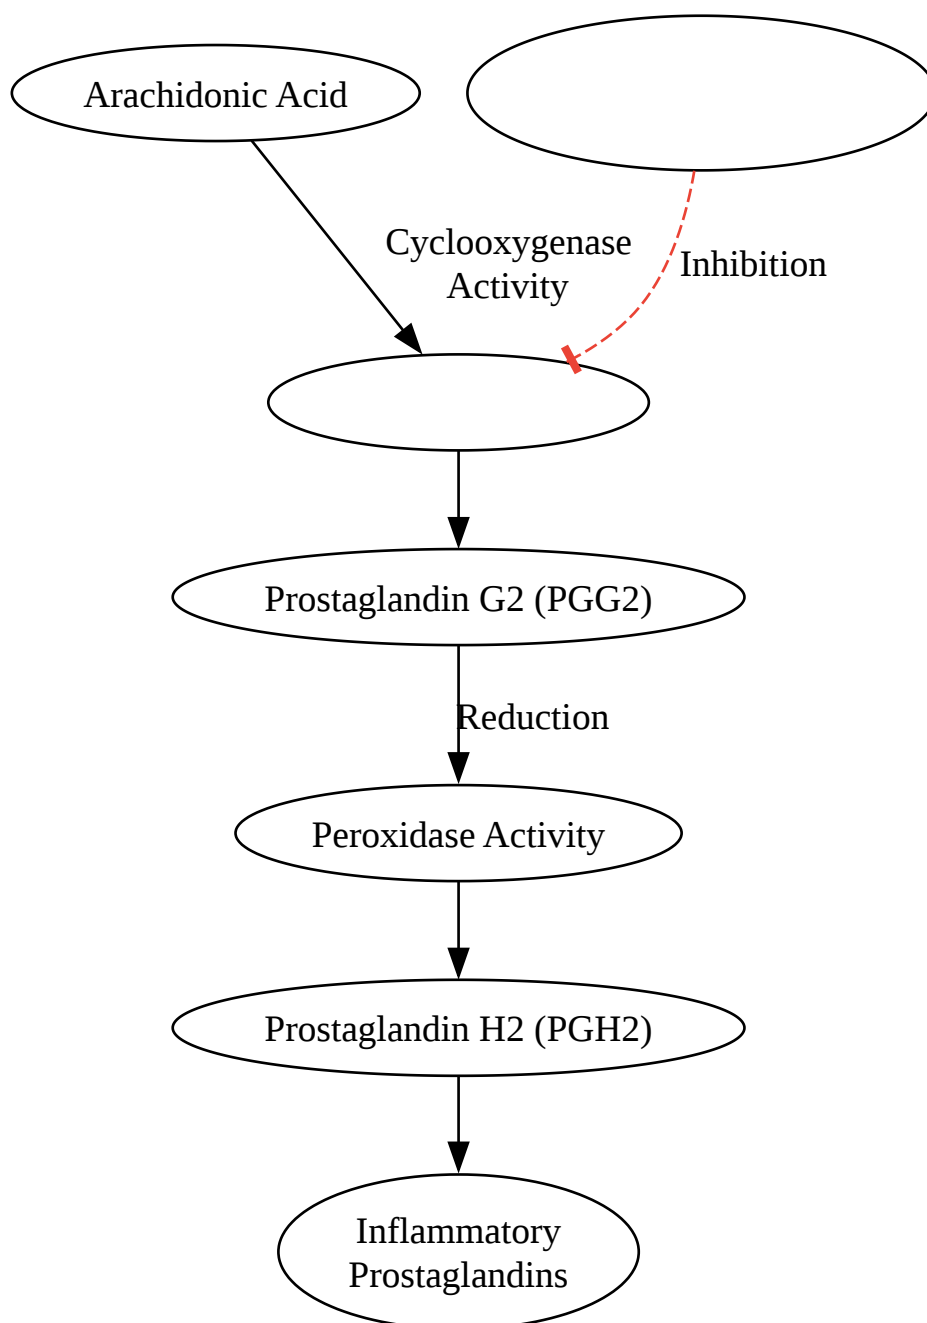 Arachidonic Acid
Cyclooxygenase
Activity
Inhibition
Prostaglandin G2 (PGG2)
Reduction
Peroxidase Activity
Prostaglandin H2 (PGH2)
Inflammatory
Prostaglandins